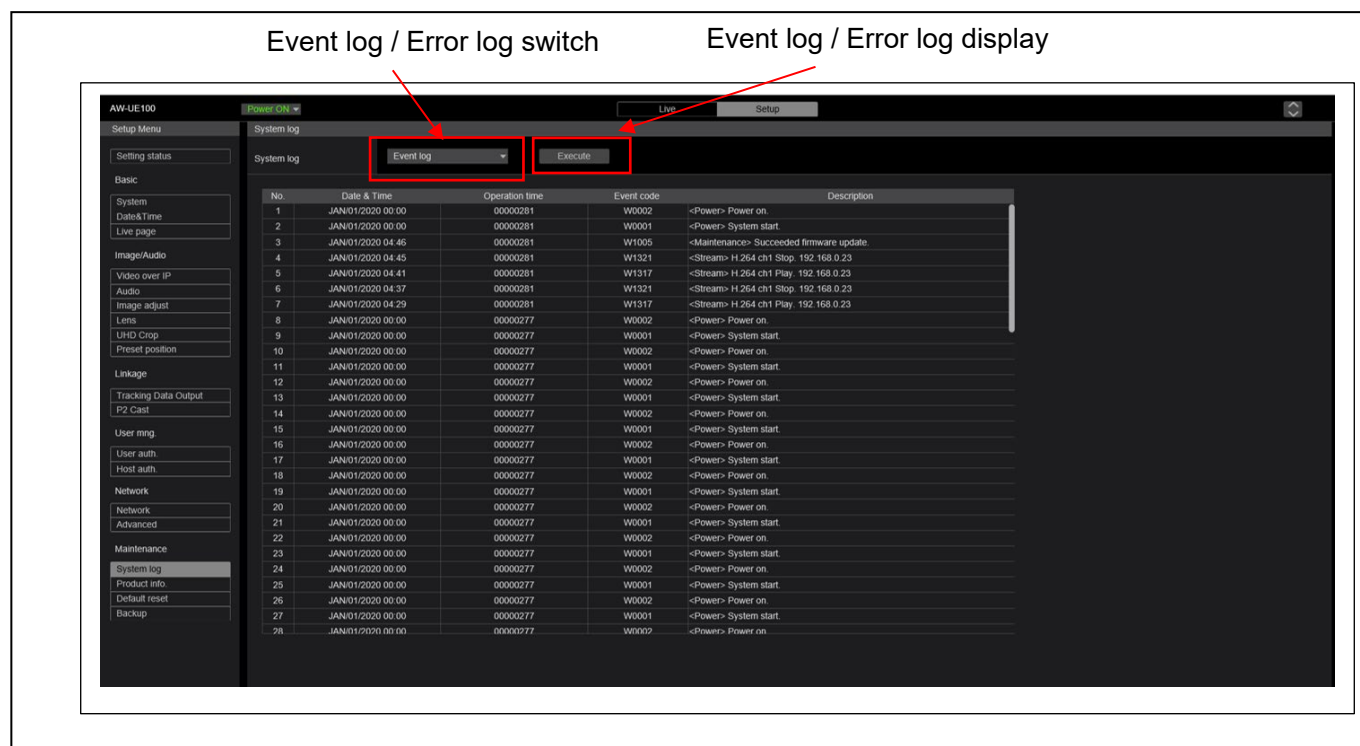 Event log / Error log switch Event log / Error log display
AW-UE100 Power ON Live Setup
Setup Menu System log
Setting status System log Event log Execute
Basic
System
Date&Time
Live page
Image/Audio
Video over IP
Audio
Image adjust
Lens
UHD Crop
Preset position
Linkage
Tracking Data Output
P2 Cast
User mng.
User auth.
Host auth.
Network
Network
Advanced
Maintenance
System log
Product info.
Default reset
Backup
No. Date & Time Operation time Event code Description
1 JAN/01/2020 00:00 00000281 W0002 <Power> Power on.
2 JAN/01/2020 00:00 00000281 W0001 <Power> System start.
3 JAN/01/2020 04:46 00000281 W1005 <Maintenance> Succeeded firmware update.
4 JAN/01/2020 04:45 00000281 W1321 <Stream> H.264 ch1 Stop. 192.168.0.23
5 JAN/01/2020 04:41 00000281 W1317 <Stream> H.264 ch1 Play. 192.168.0.23
6 JAN/01/2020 04:37 00000281 W1321 <Stream> H.264 ch1 Stop. 192.168.0.23
7 JAN/01/2020 04:29 00000281 W1317 <Stream> H.264 ch1 Play. 192.168.0.23
8 JAN/01/2020 00:00 00000277 W0002 <Power> Power on.
9 JAN/01/2020 00:00 00000277 W0001 <Power> System start.
10 JAN/01/2020 00:00 00000277 W0002 <Power> Power on.
11 JAN/01/2020 00:00 00000277 W0001 <Power> System start.
12 JAN/01/2020 00:00 00000277 W0002 <Power> Power on.
13 JAN/01/2020 00:00 00000277 W0001 <Power> System start.
14 JAN/01/2020 00:00 00000277 W0002 <Power> Power on.
15 JAN/01/2020 00:00 00000277 W0001 <Power> System start.
16 JAN/01/2020 00:00 00000277 W0002 <Power> Power on.
17 JAN/01/2020 00:00 00000277 W0001 <Power> System start.
18 JAN/01/2020 00:00 00000277 W0002 <Power> Power on.
19 JAN/01/2020 00:00 00000277 W0001 <Power> System start.
20 JAN/01/2020 00:00 00000277 W0002 <Power> Power on.
21 JAN/01/2020 00:00 00000277 W0001 <Power> System start.
22 JAN/01/2020 00:00 00000277 W0002 <Power> Power on.
23 JAN/01/2020 00:00 00000277 W0001 <Power> System start.
24 JAN/01/2020 00:00 00000277 W0002 <Power> Power on.
25 JAN/01/2020 00:00 00000277 W0001 <Power> System start.
26 JAN/01/2020 00:00 00000277 W0002 <Power> Power on.
27 JAN/01/2020 00:00 00000277 W0001 <Power> System start.
28 JAN/01/2020 00:00 00000277 W0002 <Power> Power on